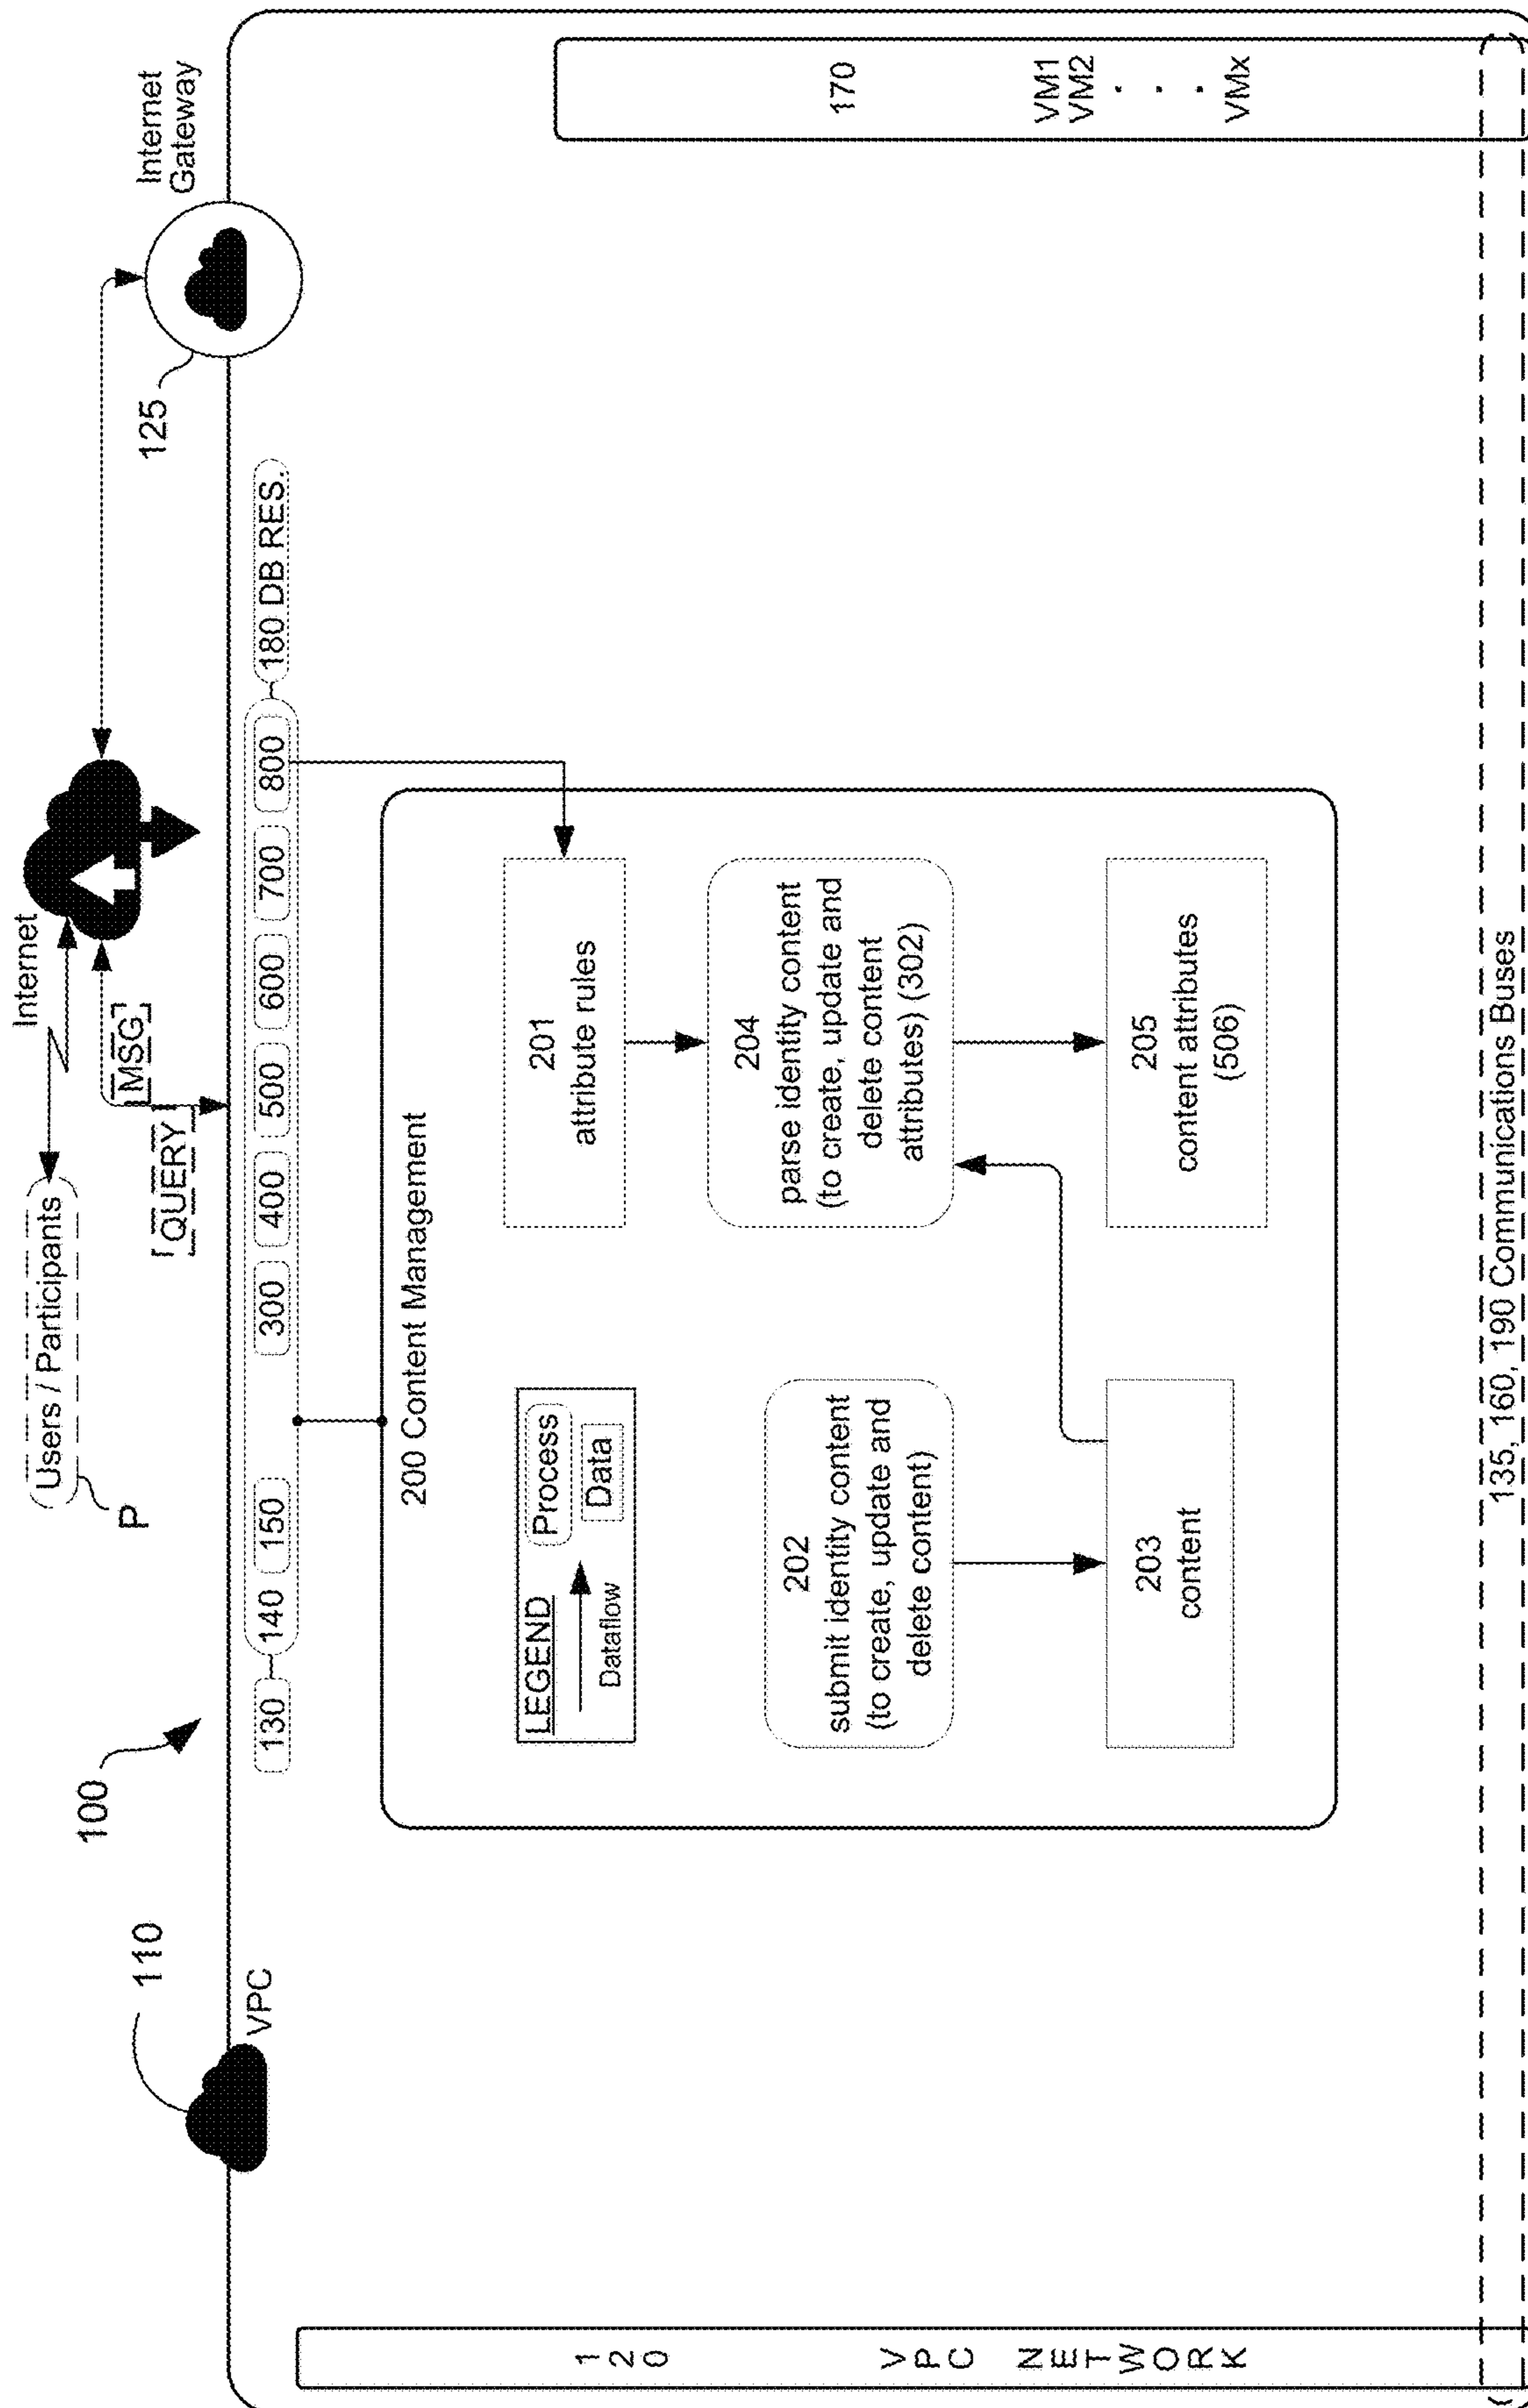 Users / Participants
P
Internet
[MSG]
[QUERY]
Internet
Gateway
125
100
110
VPC
130
140
150
300
400
500
600
700
800
180 DB RES.
200 Content Management
LEGEND
Process
Dataflow
Data
201
attribute rules
202
submit identity content
(to create, update and
delete content)
204
parse identity content
(to create, update and
delete content
attributes) (302)
203
content
205
content attributes
(506)
120
VPC NETWORK
170
VM1
VM2
.
.
.
VMx
135, 160, 190 Communications Buses